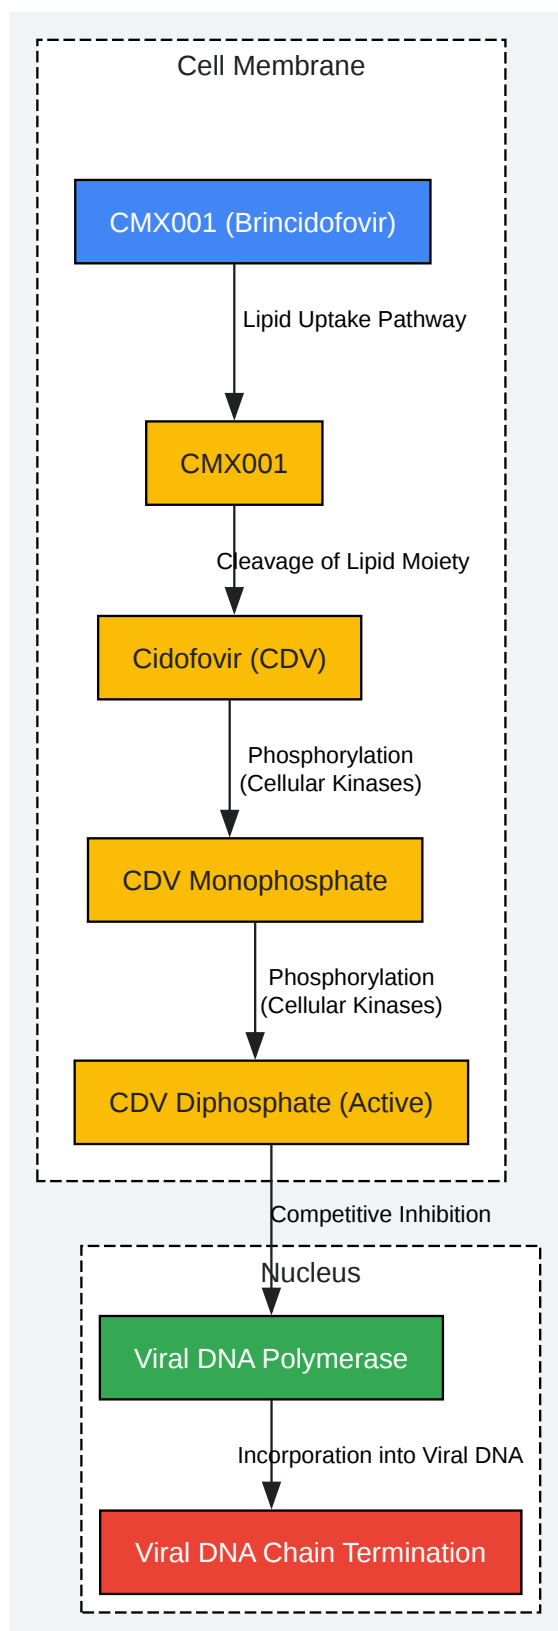 Cell Membrane
CMX001 (Brincidofovir)
Lipid Uptake Pathway
CMX001
Cleavage of Lipid Moiety
Cidofovir (CDV)
Phosphorylation
(Cellular Kinases)
CDV Monophosphate
Phosphorylation
(Cellular Kinases)
CDV Diphosphate (Active)
Competitive Inhibition
Nucleus
Viral DNA Polymerase
Incorporation into Viral DNA
Viral DNA Chain Termination